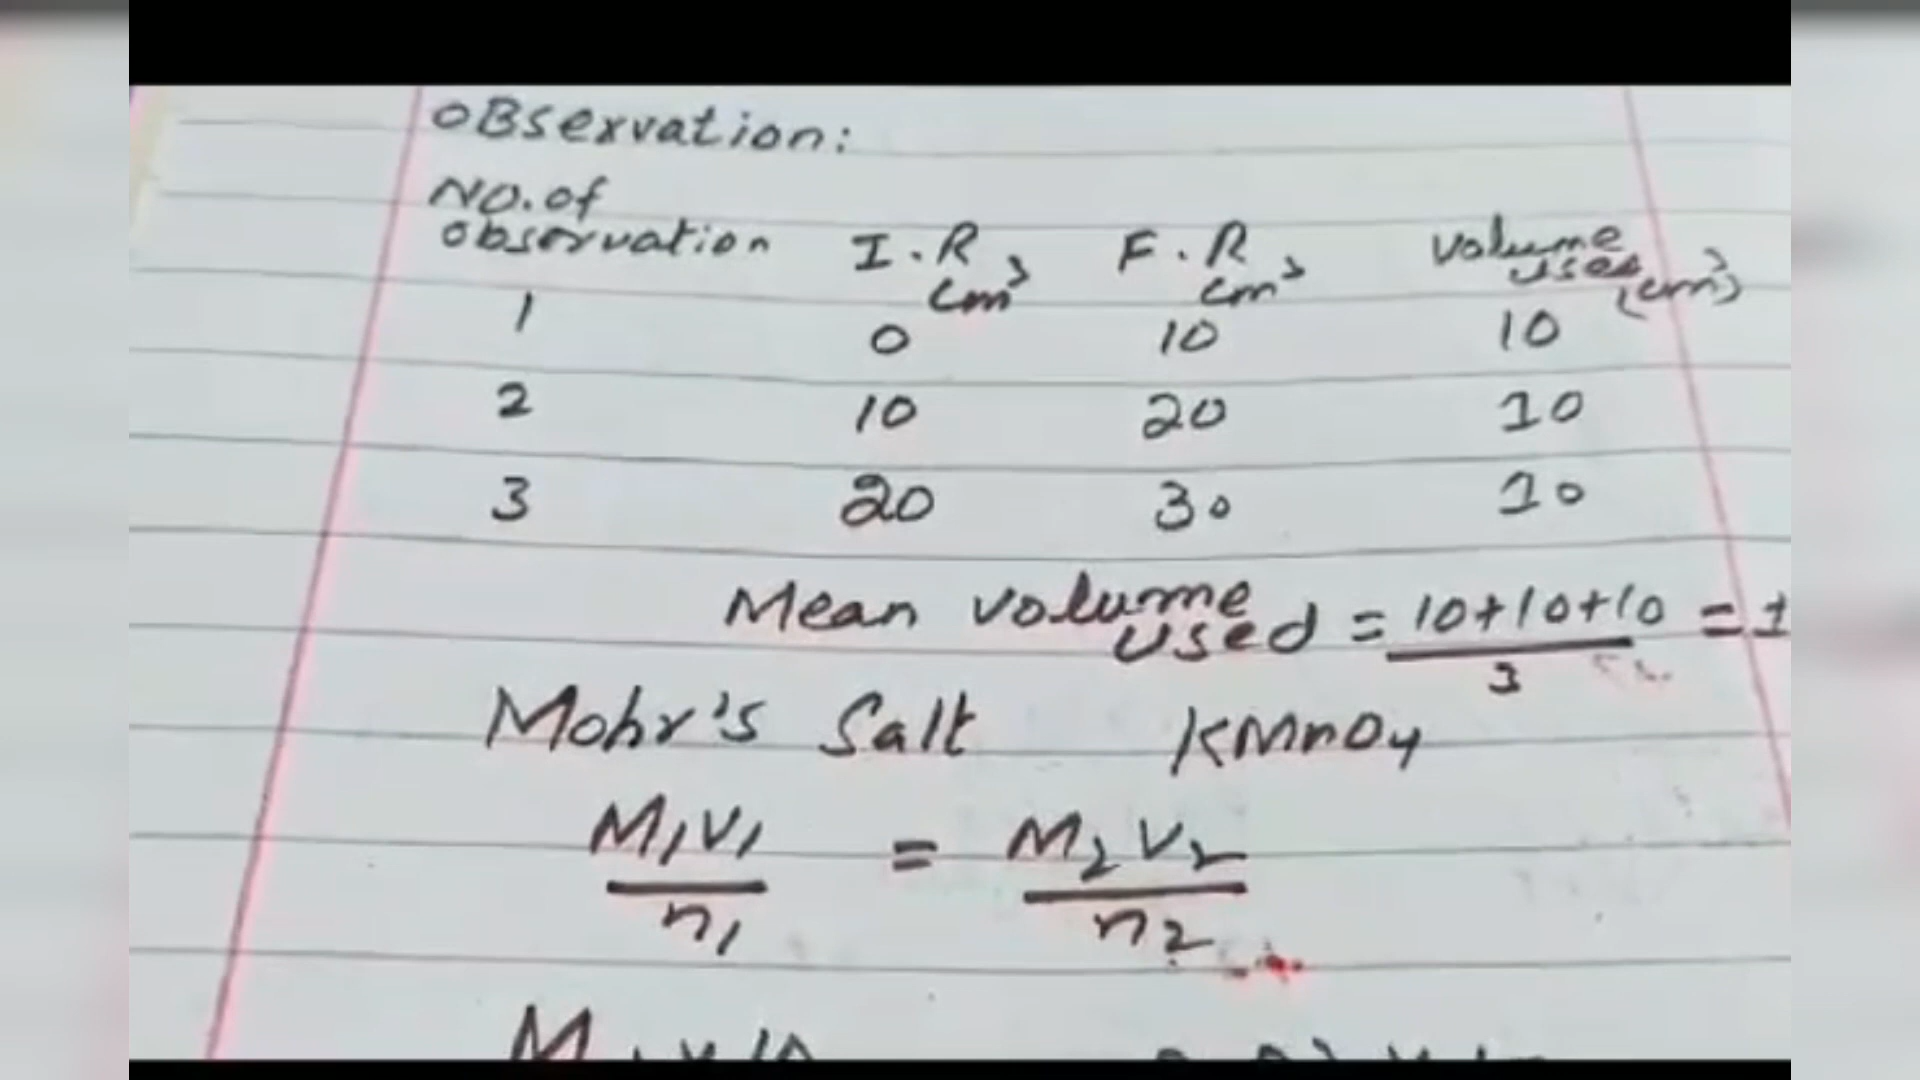 OBservation:
NO. of
observation I.R F.R volume
cm³ cm³ used (cm³)
1 0 10 10
2 10 20 10
3 20 30 10
Mean volume used = 10+10+10 = 1
3
Mohr's Salt KMnO4
M1V1 = M2V2
n1 n2